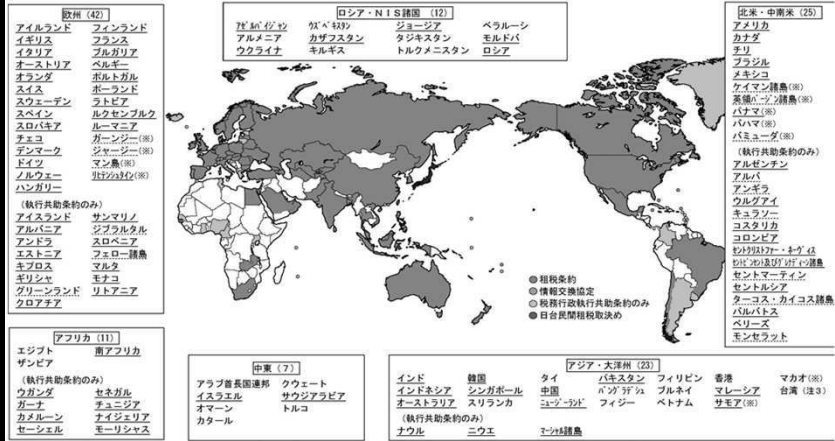 欧州(42)
アイルランド フィンランド
イギリス フランス
イタリア ブルガリア
オーストリア ベルギー
オランダ ポルトガル
スイス ポーランド
スウェーデン ラトビア
スペイン ルクセンブルク
スロバキア ルーマニア
チェコ ガーンジー(※)
デンマーク ジャージー(※)
ドイツ マン島(※)
ノルウェー リヒテンシュタイン(※)
ハンガリー
(執行共助条約のみ)
アイスランド サンマリノ
アルバニア ジブラルタル
アンドラ スロベニア
エストニア フェロー諸島
キプロス マルタ
ギリシャ モナコ
グリーンランド リトアニア
クロアチア
ロシア・NIS諸国(12)
アゼルバイジャン ウズベキスタン ジョージア ベラルーシ
アルメニア カザフスタン タジキスタン モルドバ
ウクライナ キルギス トルクメニスタン ロシア
北米・中南米(25)
アメリカ
カナダ
チリ
ブラジル
メキシコ
ケイマン諸島(※)
英領バージン諸島(※)
パナマ(※)
バハマ(※)
バミューダ(※)
(執行共助条約のみ)
アルゼンチン
アルバ
アンギラ
ウルグアイ
キュラソー
コスタリカ
コロンビア
セントクリストファー・ネーヴィス
セントビンセント及びグレナディーン諸島
セントマーティン
セントルシア
タークス・カイコス諸島
バルバドス
ベリーズ
モンセラット
租税条約
情報交換協定
税務行政執行共助条約のみ
日台民間租税取決め
アフリカ(11)
エジプト 南アフリカ
ザンビア
(執行共助条約のみ)
ウガンダ セネガル
ガーナ チュニジア
カメルーン ナイジェリア
セーシェル モーリシャス
中東(7)
アラブ首長国連邦 クウェート
イスラエル サウジアラビア
オマーン トルコ
カタール
アジア・大洋州(23)
インド 韓国 タイ パキスタン フィリピン 香港 マカオ(※)
インドネシア シンガポール 中国 バングラデシュ ブルネイ マレーシア 台湾(注3)
オーストラリア スリランカ ニュージーランド フィジー ベトナム サモア(※)
(執行共助条約のみ)
ナウル ニウエ マーシャル諸島